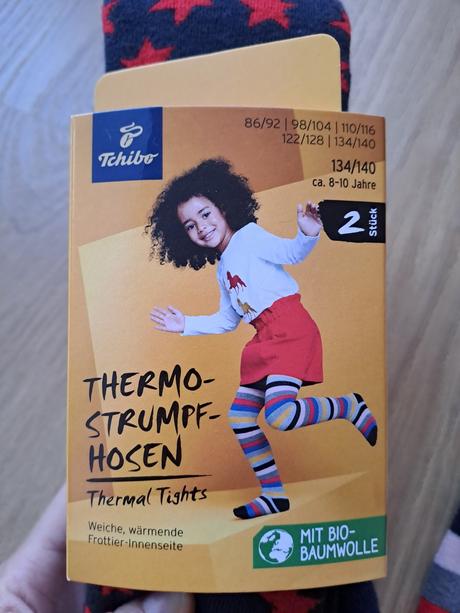 Tchibo
86/92 | 98/104 | 110/116
122/128 | 134/140
134/140
ca. 8-10 Jahre
2
Stück
THERMO-
STRUMPF-
HOSEN
Thermal Tights
Weiche, wärmende
Frottier-Innenseite
MIT BIO-
BAUMWOLLE